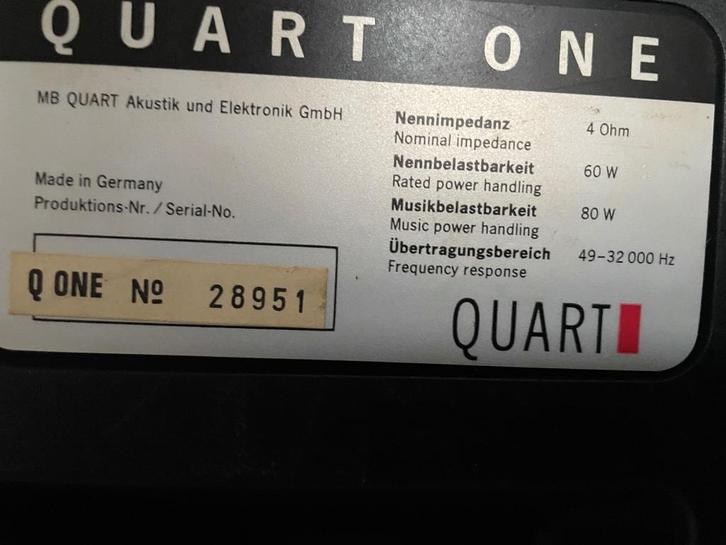 QUART ONE
MB QUART Akustik und Elektronik GmbH
Made in Germany
Produktions-Nr. / Serial-No.
Q ONE Nº 28951
Nennimpedanz 4 Ohm
Nominal impedance
Nennbelastbarkeit 60 W
Rated power handling
Musikbelastbarkeit 80 W
Music power handling
Übertragungsbereich 49–32 000 Hz
Frequency response
QUART